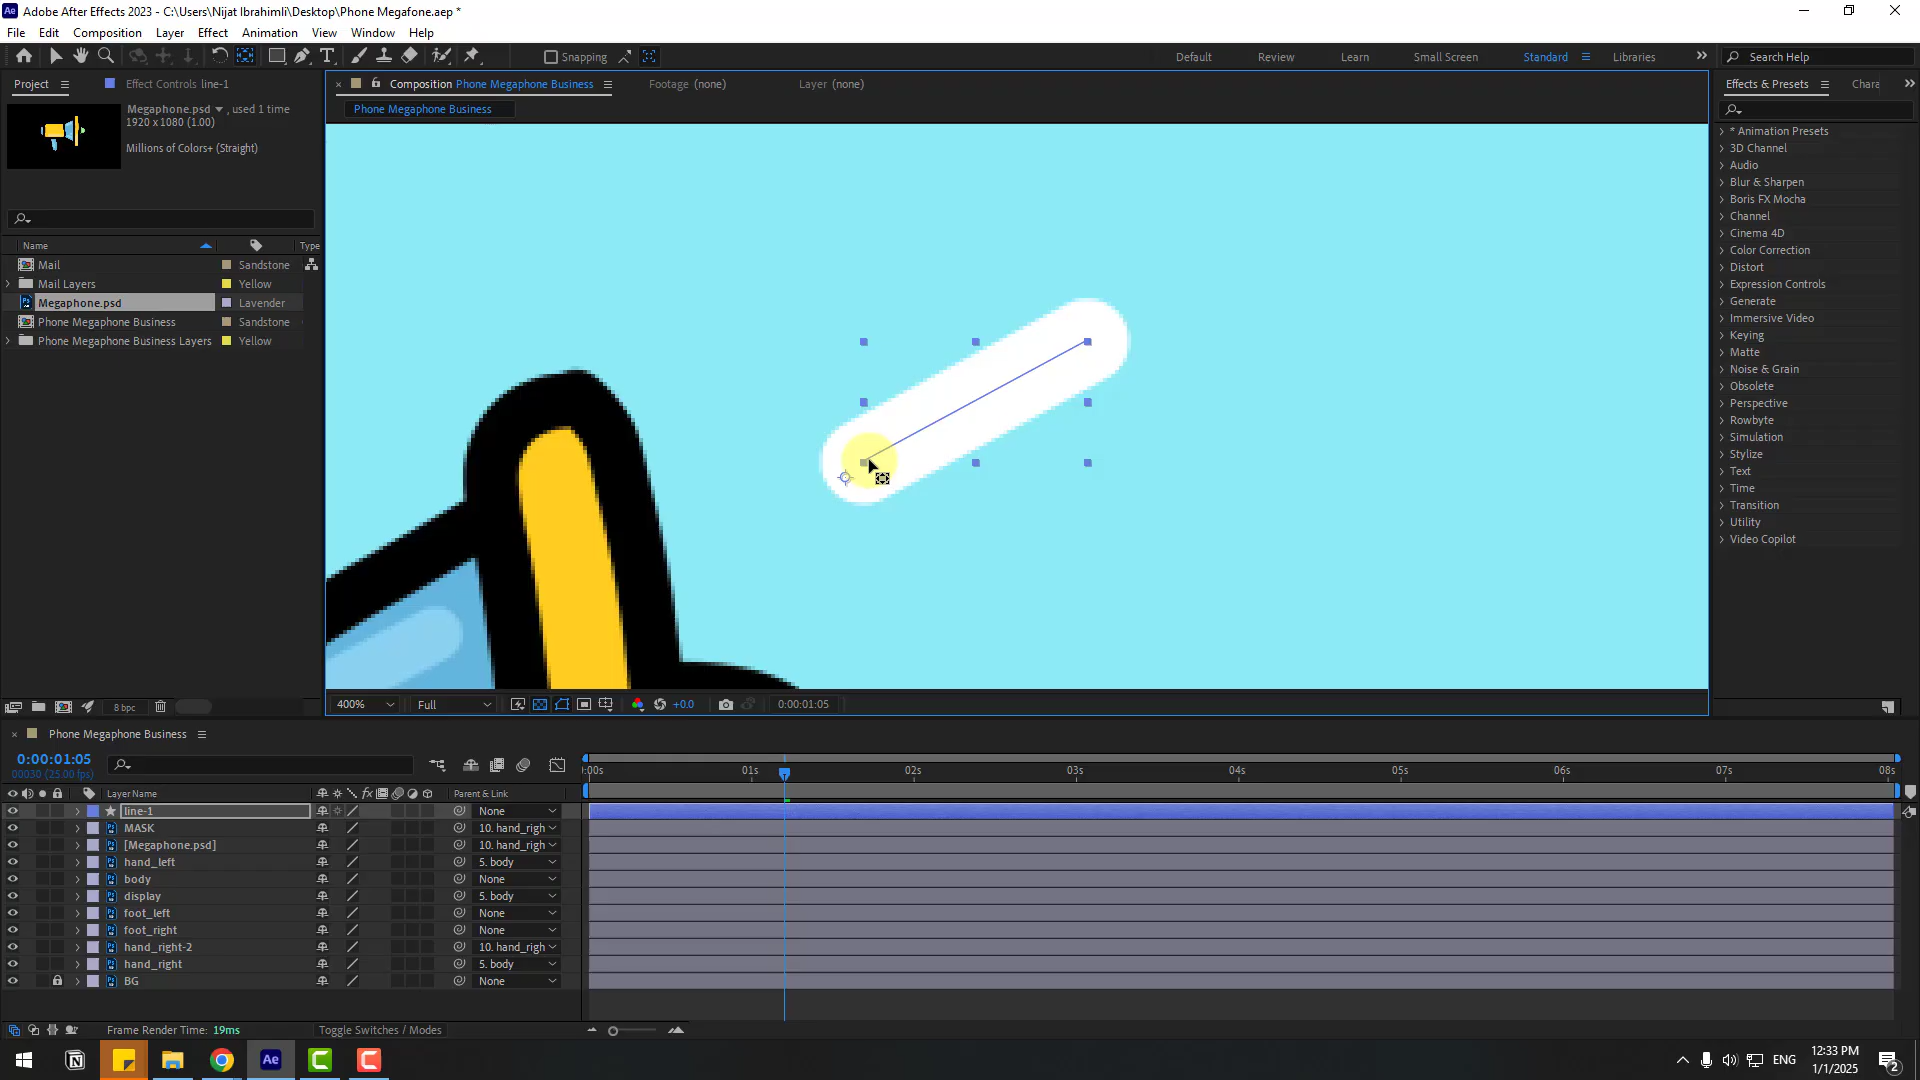 Ae Adobe After Effects 2023 - C:\Users\Nijat Ibrahimli\Desktop\Phone Megafone.aep *
File Edit Composition Layer Effect Animation View Window Help
Snapping
Default Review Learn Small Screen Standard Libraries Search Help
Project Effect Controls line-1
Composition Phone Megaphone Business Footage (none) Layer (none)
Effects & Presets Chara
Megaphone.psd , used 1 time
1920 x 1080 (1.00)
Millions of Colors+ (Straight)
Phone Megaphone Business
Name Type
Mail Sandstone
Mail Layers Yellow
Megaphone.psd Lavender
Phone Megaphone Business Sandstone
Phone Megaphone Business Layers Yellow
* Animation Presets
3D Channel
Audio
Blur & Sharpen
Boris FX Mocha
Channel
Cinema 4D
Color Correction
Distort
Expression Controls
Generate
Immersive Video
Keying
Matte
Noise & Grain
Obsolete
Perspective
Rowbyte
Simulation
Stylize
Text
Time
Transition
Utility
Video Copilot
8 bpc
400% Full +0.0 0:00:01:05
Phone Megaphone Business
0:00:01:05
00030 (25.00 fps)
:00s 01s 02s 03s 04s 05s 06s 07s 08s
Layer Name fx Parent & Link
line-1 None
MASK 10. hand_righ
[Megaphone.psd] 10. hand_righ
hand_left 5. body
body None
display 5. body
foot_left None
foot_right None
hand_right-2 10. hand_righ
hand_right 5. body
BG None
Frame Render Time: 19ms Toggle Switches / Modes
Ae C C ENG 12:33 PM
1/1/2025 2